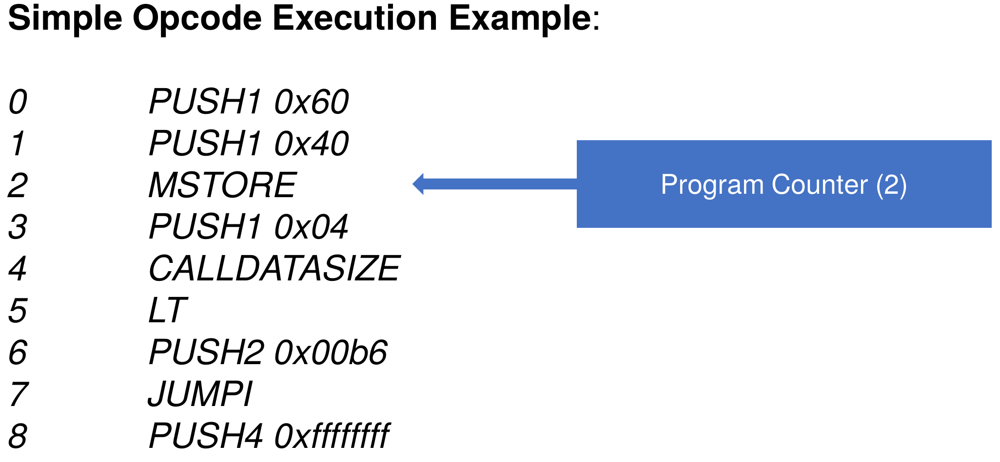 Simple Opcode Execution Example:
0 PUSH1 0x60
1 PUSH1 0x40
2 MSTORE
Program Counter (2)
3 PUSH1 0x04
4 CALLDATASIZE
5 LT
6 PUSH2 0x00b6
7 JUMPI
8 PUSH4 0xffffffff